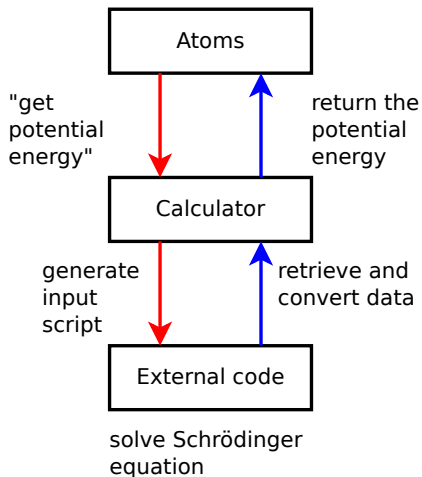 Atoms
"get
potential
energy"
return the
potential
energy
Calculator
generate
input
script
retrieve and
convert data
External code
solve Schrödinger
equation